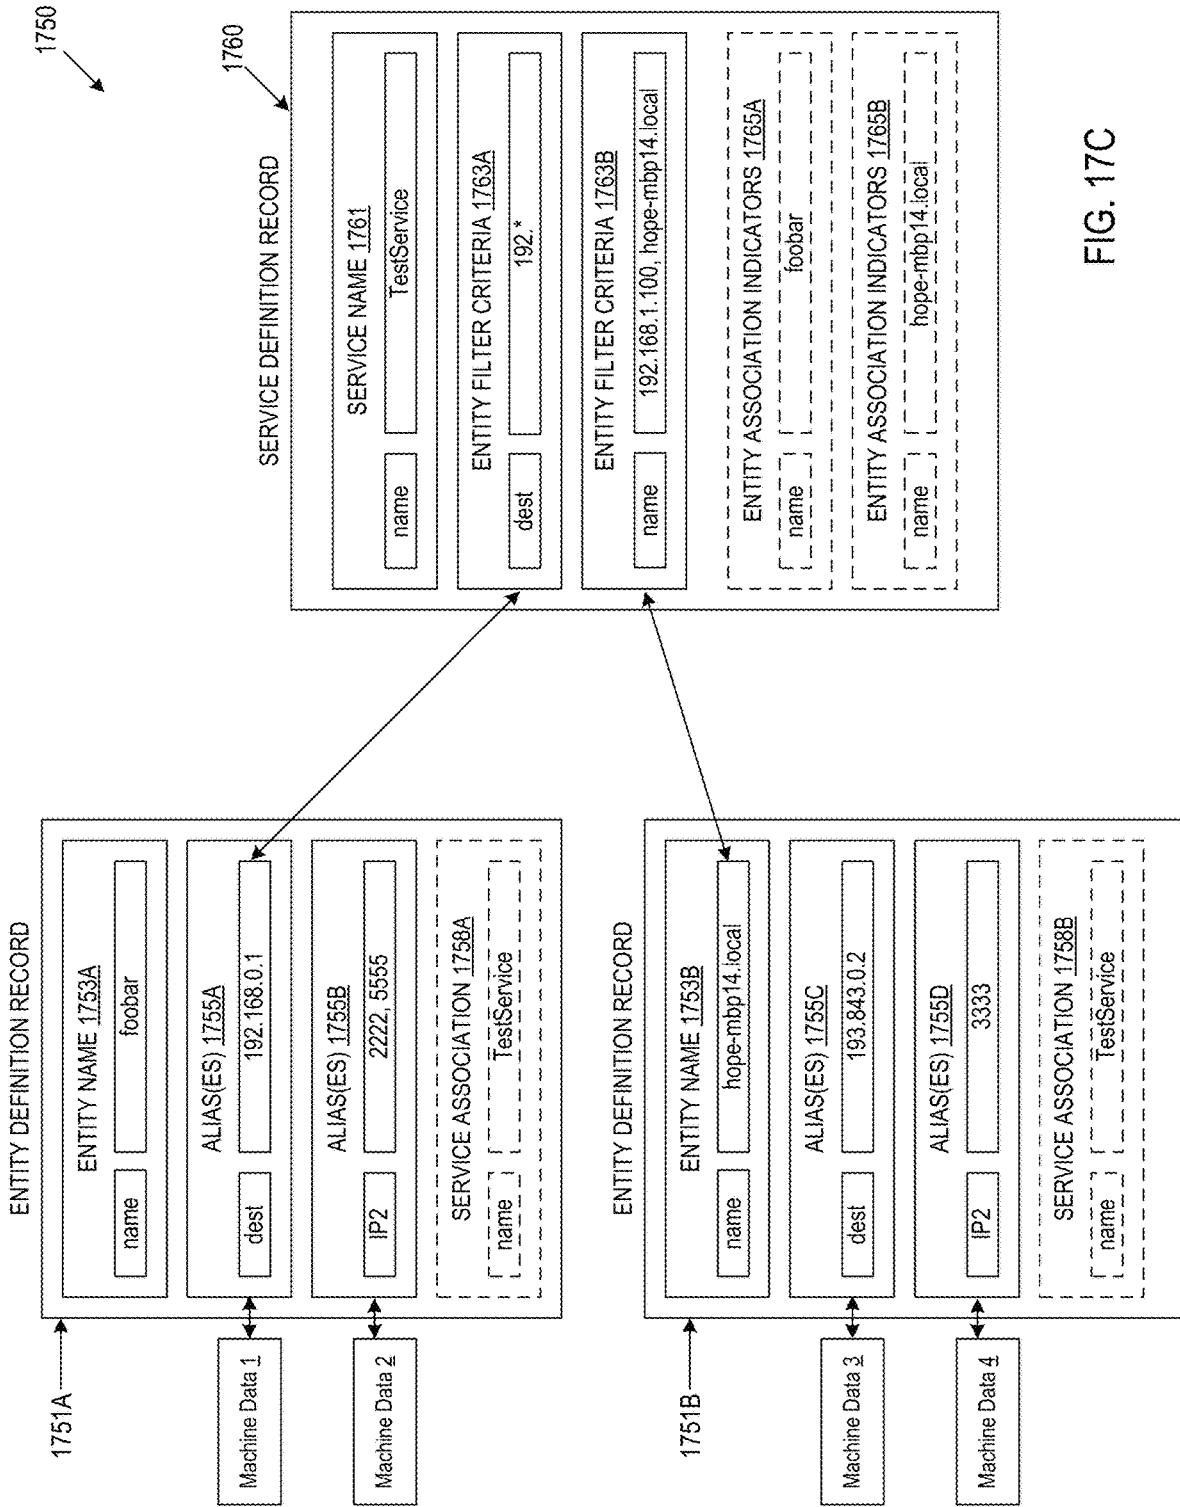 1750
ENTITY DEFINITION RECORD
1751A
ENTITY NAME 1753A
name
foobar
ALIAS(ES) 1755A
dest
192.168.0.1
ALIAS(ES) 1755B
IP2
2222, 5555
SERVICE ASSOCIATION 1758A
name
TestService
Machine Data 1
Machine Data 2
ENTITY DEFINITION RECORD
1751B
ENTITY NAME 1753B
name
hope-mbp14.local
ALIAS(ES) 1755C
dest
193.843.0.2
ALIAS(ES) 1755D
IP2
3333
SERVICE ASSOCIATION 1758B
name
TestService
Machine Data 3
Machine Data 4
SERVICE DEFINITION RECORD
1760
SERVICE NAME 1761
name
TestService
ENTITY FILTER CRITERIA 1763A
dest
192.*
ENTITY FILTER CRITERIA 1763B
name
192.168.1.100, hope-mbp14.local
ENTITY ASSOCIATION INDICATORS 1765A
name
foobar
ENTITY ASSOCIATION INDICATORS 1765B
name
hope-mbp14.local
FIG. 17C